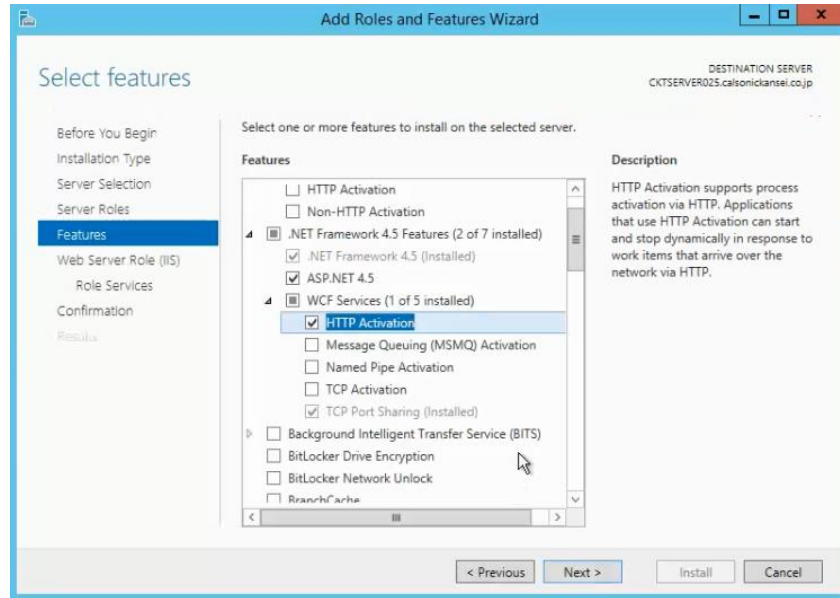 Add Roles and Features Wizard
Select features
DESTINATION SERVER
CKTSERVER025.calsonickansei.co.jp
Before You Begin
Installation Type
Server Selection
Server Roles
Features
Web Server Role (IIS)
Role Services
Confirmation
Results
Select one or more features to install on the selected server.
Features
HTTP Activation
Non-HTTP Activation
.NET Framework 4.5 Features (2 of 7 installed)
.NET Framework 4.5 (Installed)
ASP.NET 4.5
WCF Services (1 of 5 installed)
HTTP Activation
Message Queuing (MSMQ) Activation
Named Pipe Activation
TCP Activation
TCP Port Sharing (Installed)
Background Intelligent Transfer Service (BITS)
BitLocker Drive Encryption
BitLocker Network Unlock
BranchCache
Description
HTTP Activation supports process
activation via HTTP. Applications
that use HTTP Activation can start
and stop dynamically in response to
work items that arrive over the
network via HTTP.
< Previous
Next >
Install
Cancel